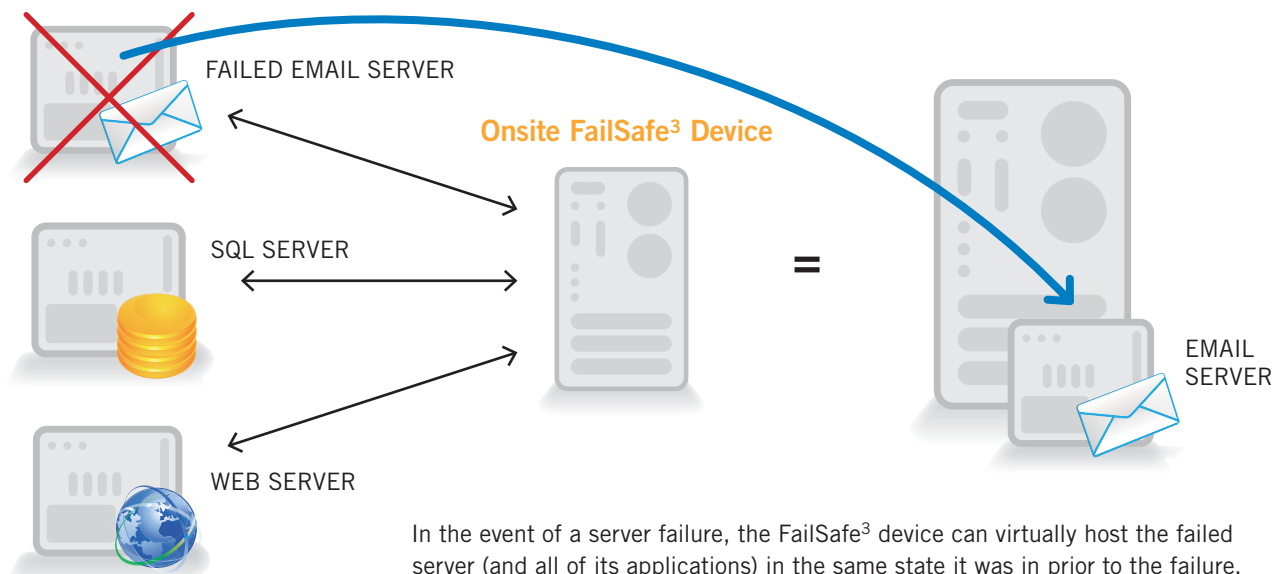 FAILED EMAIL SERVER
Onsite FailSafe³ Device
SQL SERVER
=
EMAIL
SERVER
WEB SERVER
In the event of a server failure, the FailSafe³ device can virtually host the failed
server (and all of its applications) in the same state it was in prior to the failure.